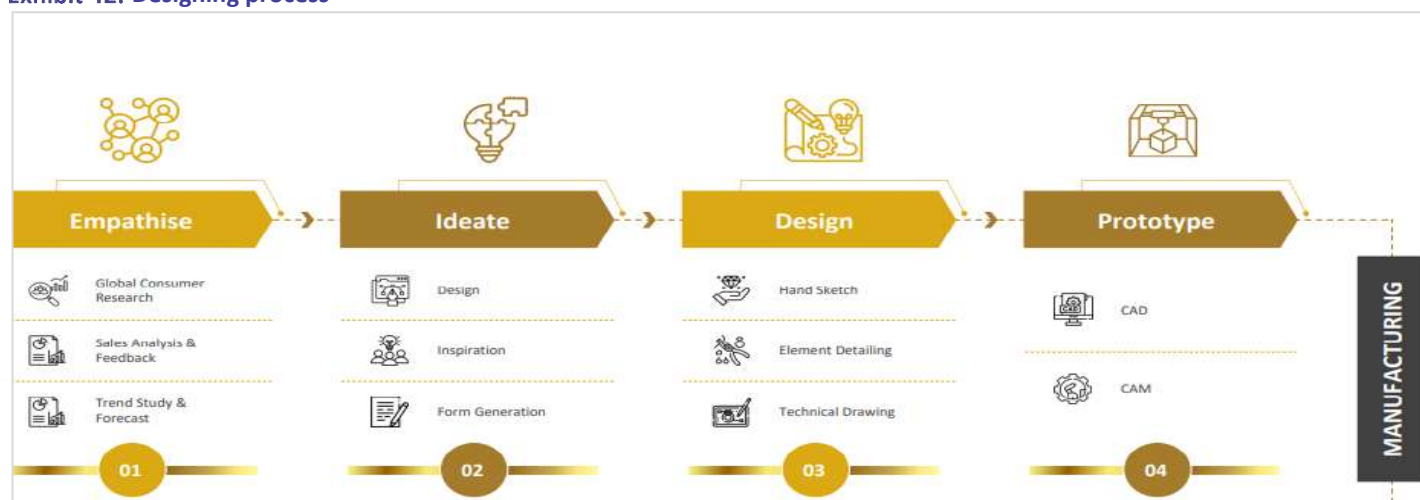 Exhibit 42: Designing process
Empathise
Ideate
Design
Prototype
Global Consumer
Research
Sales Analysis &
Feedback
Trend Study &
Forecast
Design
Inspiration
Form Generation
Hand Sketch
Element Detailing
Technical Drawing
CAD
CAM
MANUFACTURING
01
02
03
04